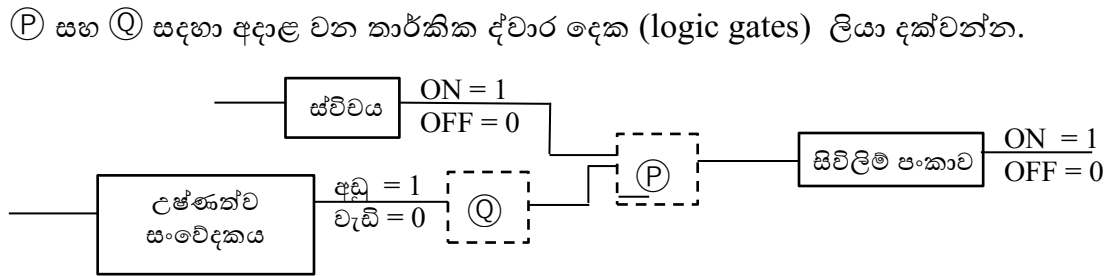 Ⓟ සහ Ⓠ සදහා අදාළ වන තාර්කික ද්වාර දෙක (logic gates) ලියා දක්වන්න.
ස්විචය
ON = 1
OFF = 0
උෂ්ණත්ව
සංවේදකය
අඩු = 1
වැඩි = 0
Ⓠ
Ⓟ
සිවිලිම් පංකාව
ON = 1
OFF = 0